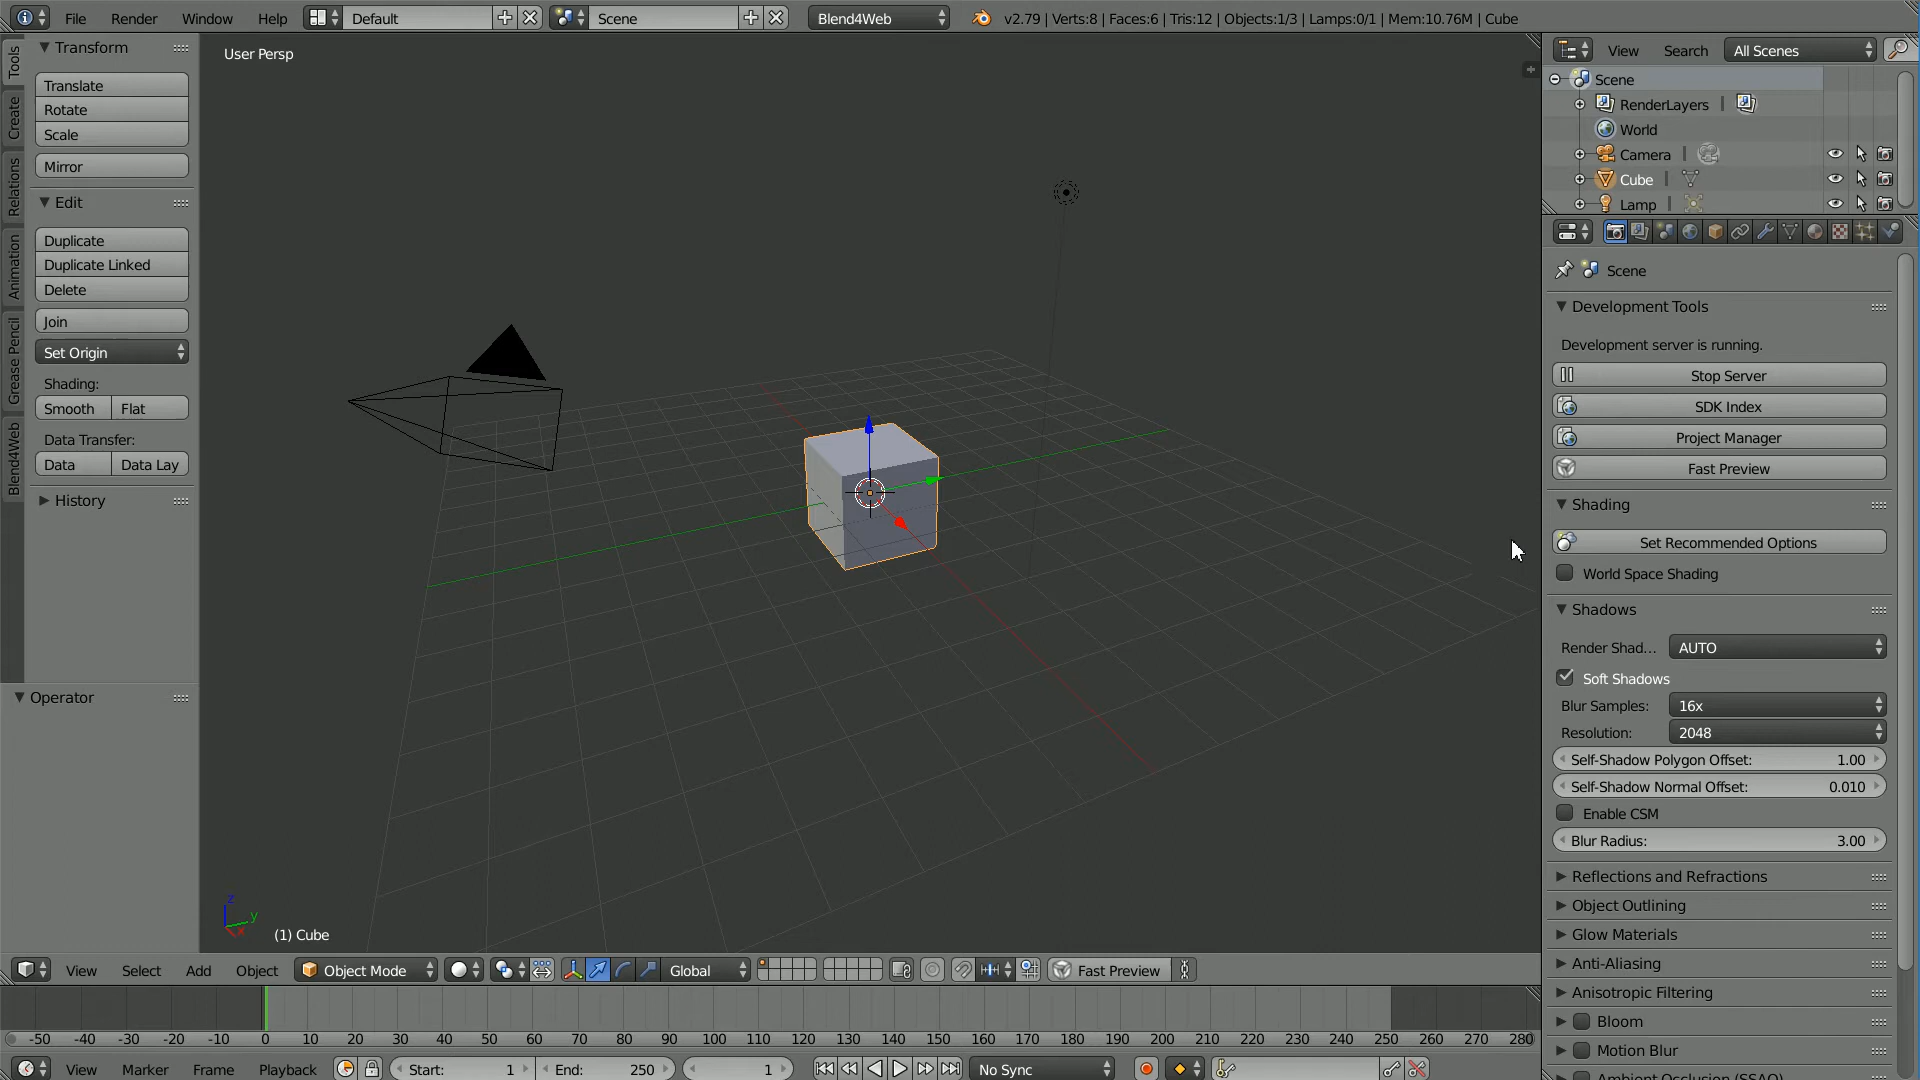 File Render Window Help Default Scene Blend4Web v2.79 | Verts:8 | Faces:6 | Tris:12 | Objects:1/3 | Lamps:0/1 | Mem:10.76M | Cube
Tools
Create
Relations
Animation
Grease Pencil
Blend4Web
Transform
Translate
Rotate
Scale
Mirror
Edit
Duplicate
Duplicate Linked
Delete
Join
Set Origin
Shading:
Smooth Flat
Data Transfer:
Data Data Lay
History
Operator
User Persp
z
y
x
(1) Cube
View Search All Scenes
Scene
RenderLayers
World
Camera
Cube
Lamp
Scene
Development Tools
Development server is running.
Stop Server
SDK Index
Project Manager
Fast Preview
Shading
Set Recommended Options
World Space Shading
Shadows
Render Shad... AUTO
Soft Shadows
Blur Samples: 16x
Resolution: 2048
Self-Shadow Polygon Offset: 1.00
Self-Shadow Normal Offset: 0.010
Enable CSM
Blur Radius: 3.00
Reflections and Refractions
Object Outlining
Glow Materials
Anti-Aliasing
Anisotropic Filtering
Bloom
Motion Blur
Ambient Occlusion (SSAO)
View Select Add Object Object Mode Global Fast Preview
-50 -40 -30 -20 -10 0 10 20 30 40 50 60 70 80 90 100 110 120 130 140 150 160 170 180 190 200 210 220 230 240 250 260 270 280
View Marker Frame Playback Start: 1 End: 250 1 No Sync